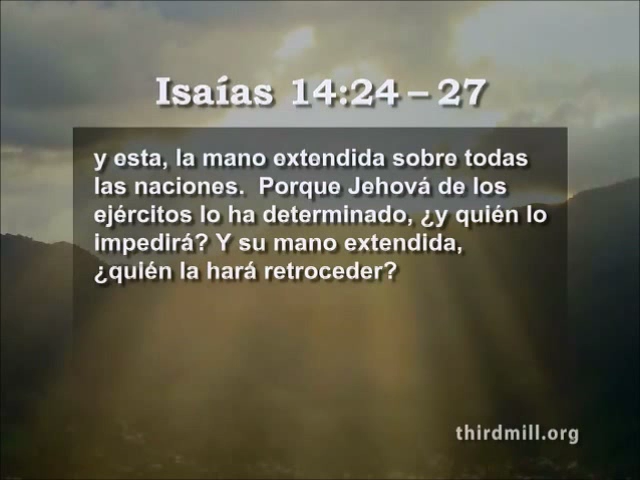 Isaías 14:24 – 27
y esta, la mano extendida sobre todas
las naciones.  Porque Jehová de los
ejércitos lo ha determinado, ¿y quién lo
impedirá? Y su mano extendida,
¿quién la hará retroceder?
thirdmill.org